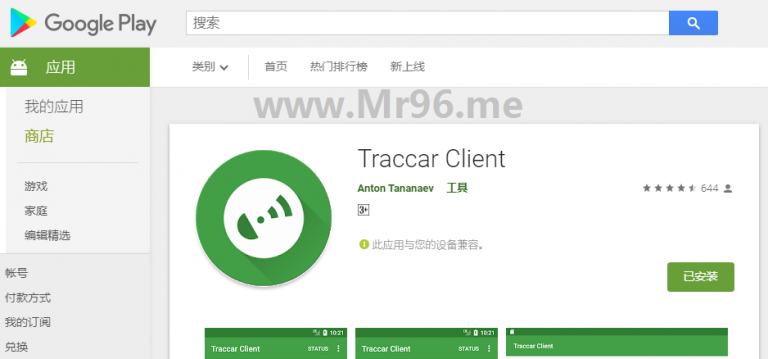 Google Play
搜索
应用
类别
首页
热门排行榜
新上线
我的应用
商店
游戏
家庭
编辑精选
帐号
付款方式
我的订阅
兑换
www.Mr96.me
Traccar Client
Anton Tananaev 工具
644
3+
此应用与您的设备兼容。
已安装
10:21
Traccar Client STATUS
10:21
Traccar Client STATUS
Traccar Client